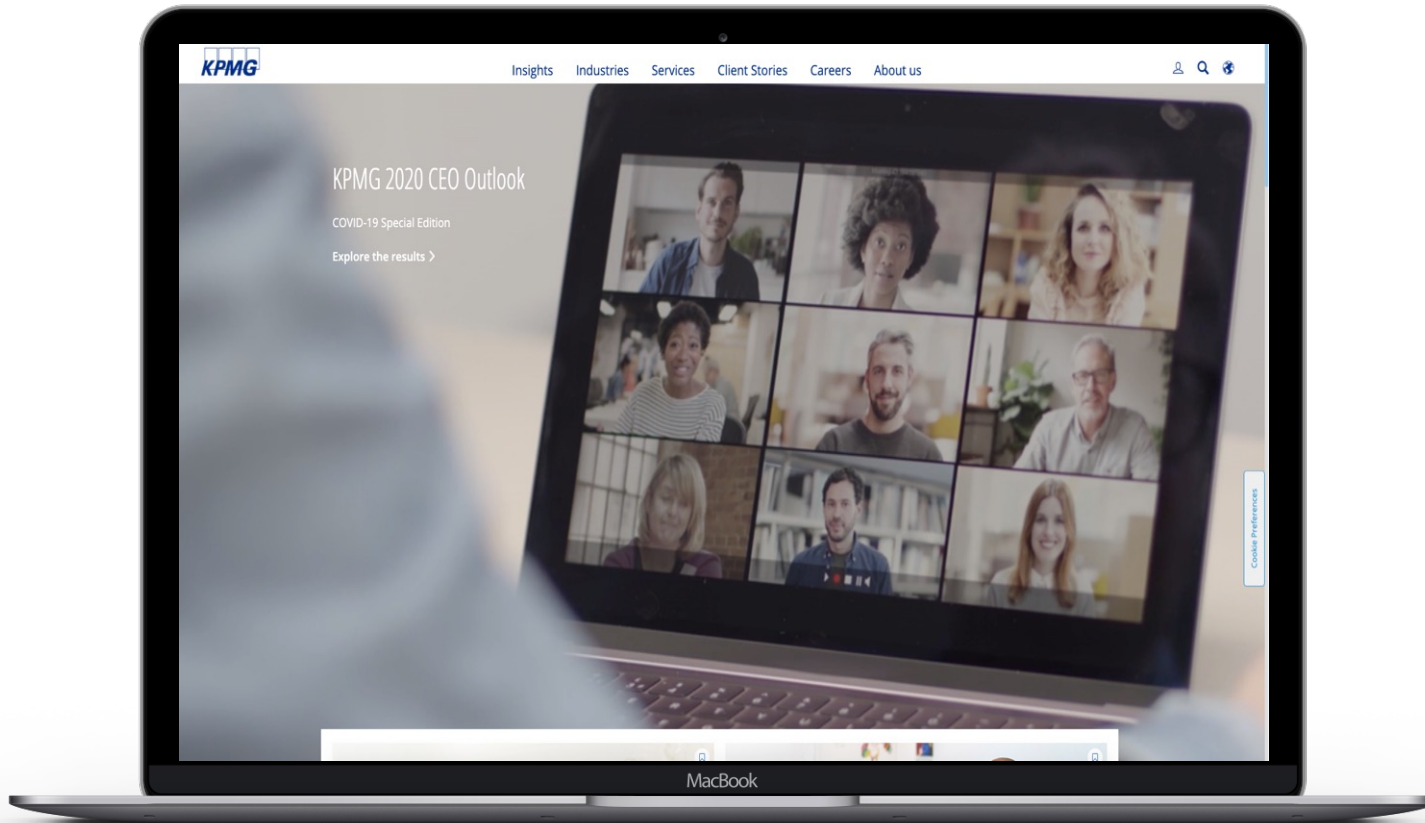 KPMG
Insights Industries Services Client Stories Careers About us
KPMG 2020 CEO Outlook
COVID-19 Special Edition
Explore the results
Cookie Preferences
MacBook